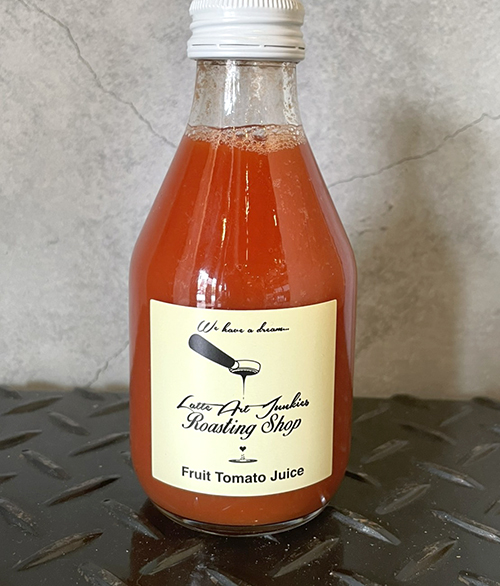 We have a dream...
Latte Art Junkies
Roasting Shop
Fruit Tomato Juice